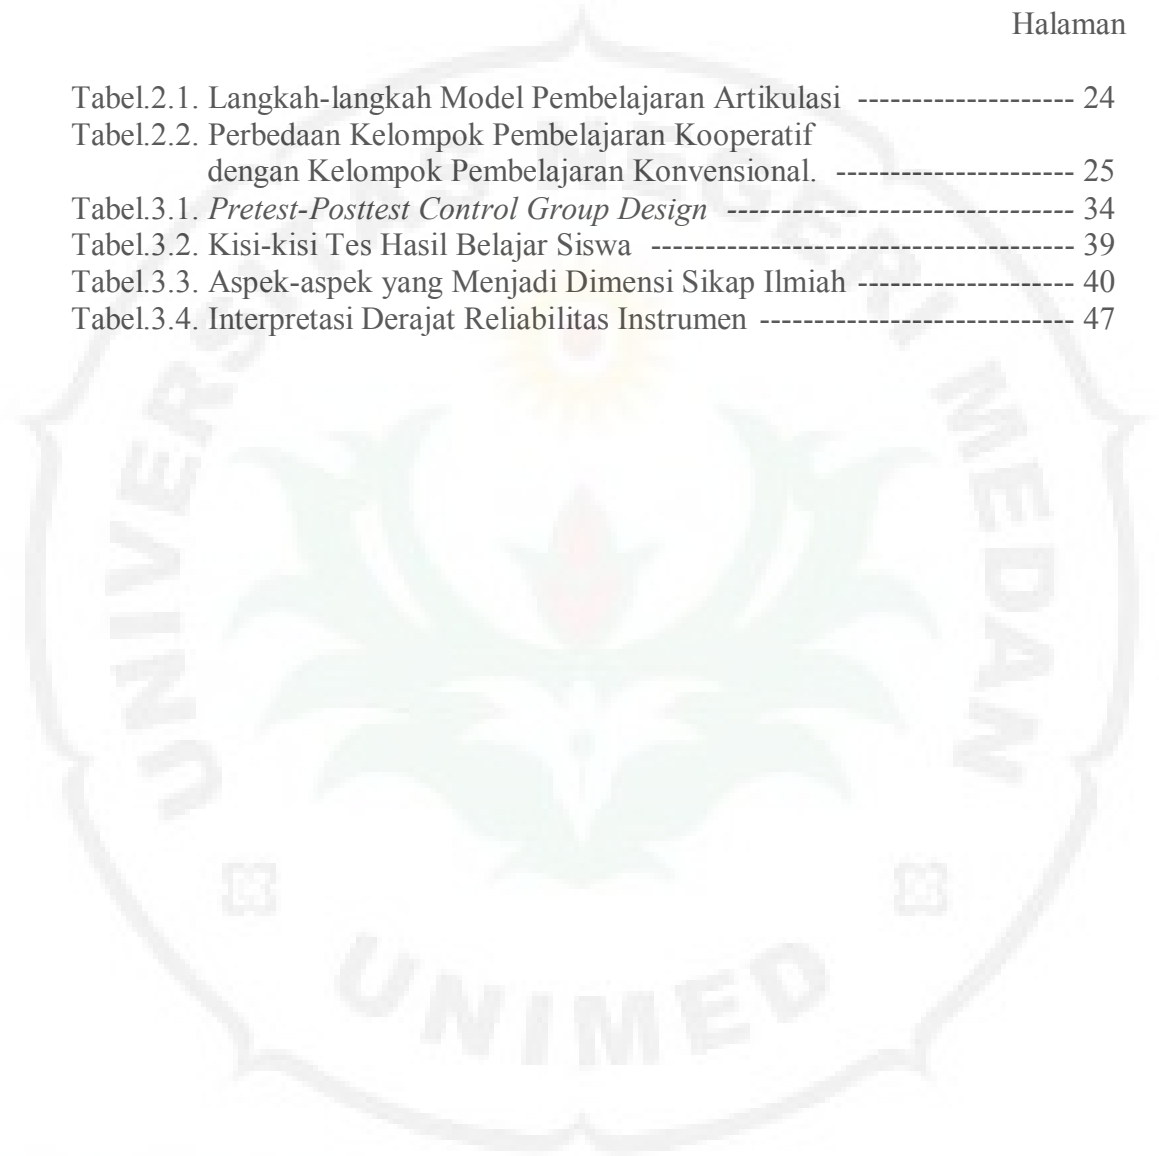 Halaman
Tabel.2.1. Langkah-langkah Model Pembelajaran Artikulasi -------------------- 24
Tabel.2.2. Perbedaan Kelompok Pembelajaran Kooperatif
dengan Kelompok Pembelajaran Konvensional. ---------------------- 25
Tabel.3.1. Pretest-Posttest Control Group Design -------------------------------- 34
Tabel.3.2. Kisi-kisi Tes Hasil Belajar Siswa --------------------------------------- 39
Tabel.3.3. Aspek-aspek yang Menjadi Dimensi Sikap Ilmiah -------------------- 40
Tabel.3.4. Interpretasi Derajat Reliabilitas Instrumen ----------------------------- 47
UNIVERSITAS NEGERI MEDAN
UNIMED